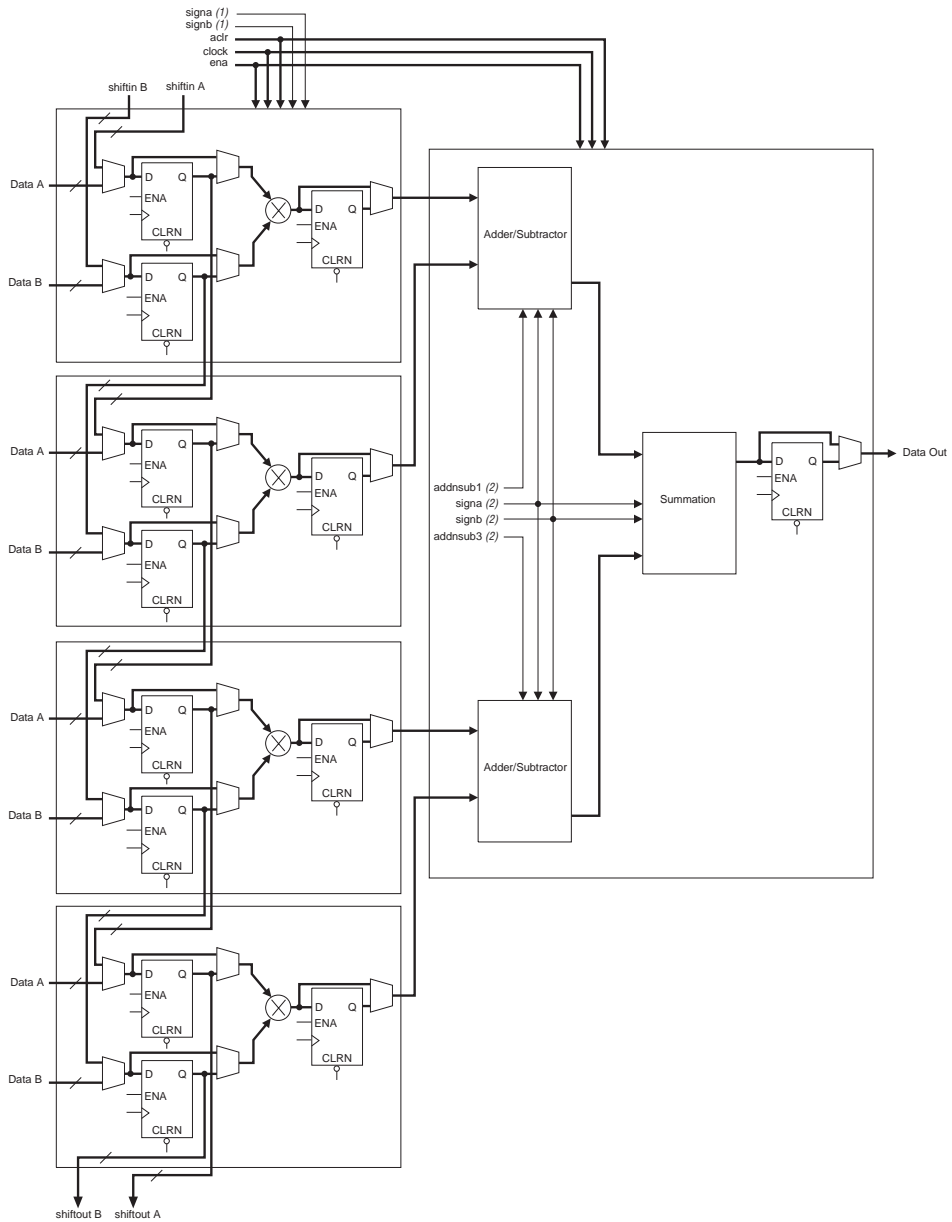 signa (1)
signb (1)
aclr
clock
ena
shiftin B
shiftin A
Data A
D Q
ENA
CLRN
D Q
ENA
CLRN
Data B
D Q
ENA
CLRN
Adder/Subtractor
Data A
D Q
ENA
CLRN
D Q
ENA
CLRN
Data B
D Q
ENA
CLRN
addnsub1 (2)
signa (2)
signb (2)
addnsub3 (2)
Summation
D Q
ENA
CLRN
Data Out
Data A
D Q
ENA
CLRN
D Q
ENA
CLRN
Data B
D Q
ENA
CLRN
Adder/Subtractor
Data A
D Q
ENA
CLRN
D Q
ENA
CLRN
Data B
D Q
ENA
CLRN
shiftout B
shiftout A